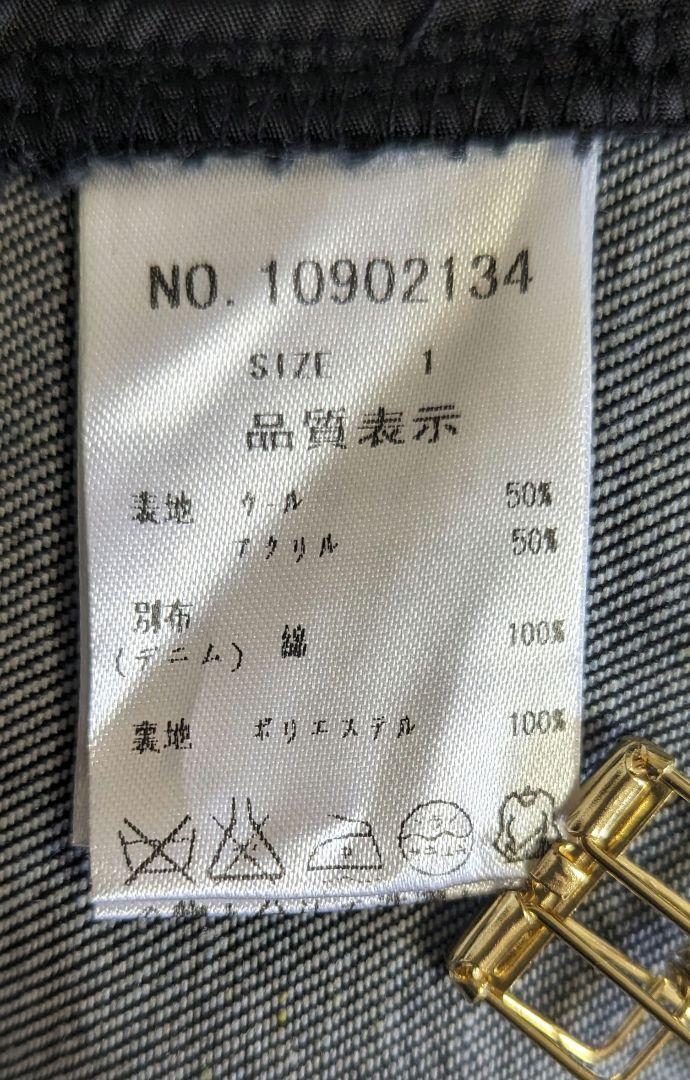 NO. 10902134
SIZE 1
品質表示
表地 ウール 50%
アクリル 50%
別布
(デニム) 綿 100%
裏地 ポリエステル 100%